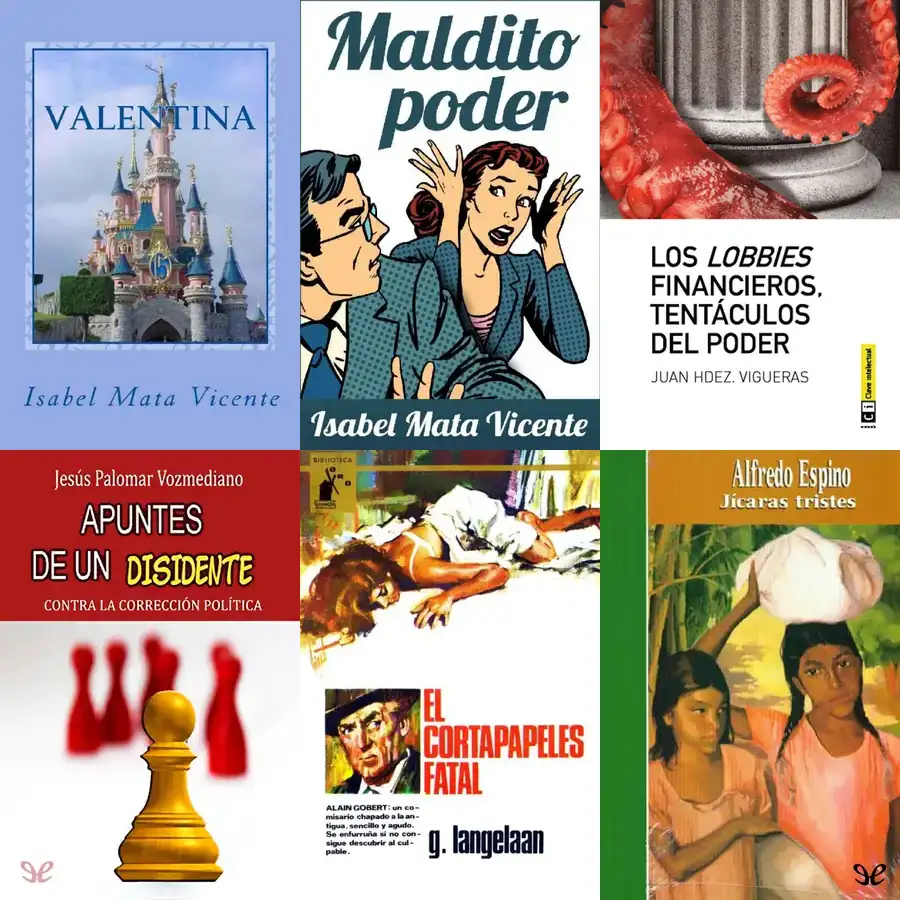 VALENTINA
15
Isabel Mata Vicente
Maldito
poder
Isabel Mata Vicente
LOS LOBBIES
FINANCIEROS,
TENTÁCULOS
DEL PODER
JUAN HDEZ. VIGUERAS
Clave Intelectual
Ci
Jesús Palomar Vozmediano
APUNTES
DE UN DISIDENTE
CONTRA LA CORRECCIÓN POLÍTICA
BIBLIOTECA
ORO
EL
CORTAPAPELES
FATAL
ALAIN GOBERT: un co-
misario chapado a la an-
tigua, sencillo y agudo.
Se enfurruña si no con-
sigue descubrir al cul-
pable.
g. langelaan
Alfredo Espino
Jícaras tristes